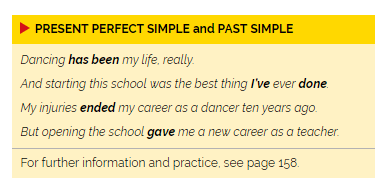 PRESENT PERFECT SIMPLE and PAST SIMPLE
Dancing has been my life, really.
And starting this school was the best thing I've ever done.
My injuries ended my career as a dancer ten years ago.
But opening the school gave me a new career as a teacher.
For further information and practice, see page 158.